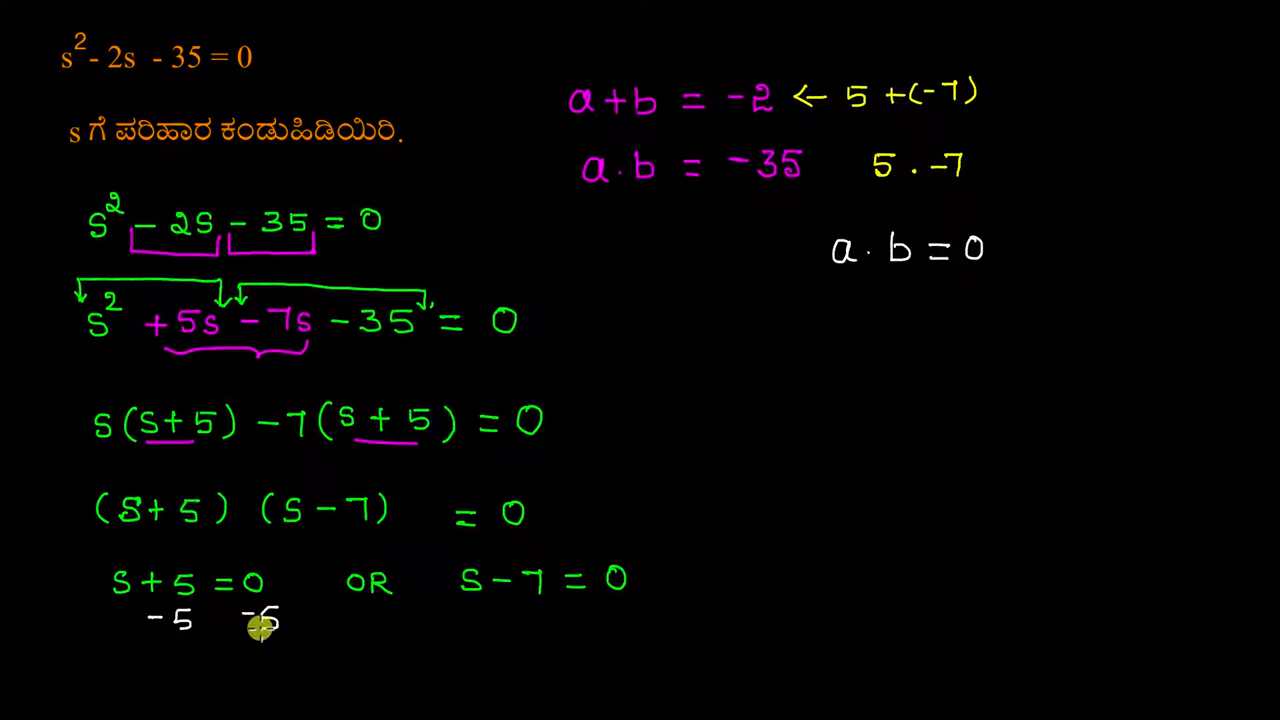 s² - 2s - 35 = 0
s ಗೆ ಪರಿಹಾರ ಕಂಡುಹಿಡಿಯಿರಿ.
s² - 2s - 35 = 0
s² + 5s - 7s - 35 = 0
s(s+5) - 7(s+5) = 0
(s+5) (s-7) = 0
s+5 = 0 OR s-7 = 0
-5 -5
a+b = -2 ← 5 +(-7)
a·b = -35 5 . -7
a·b = 0